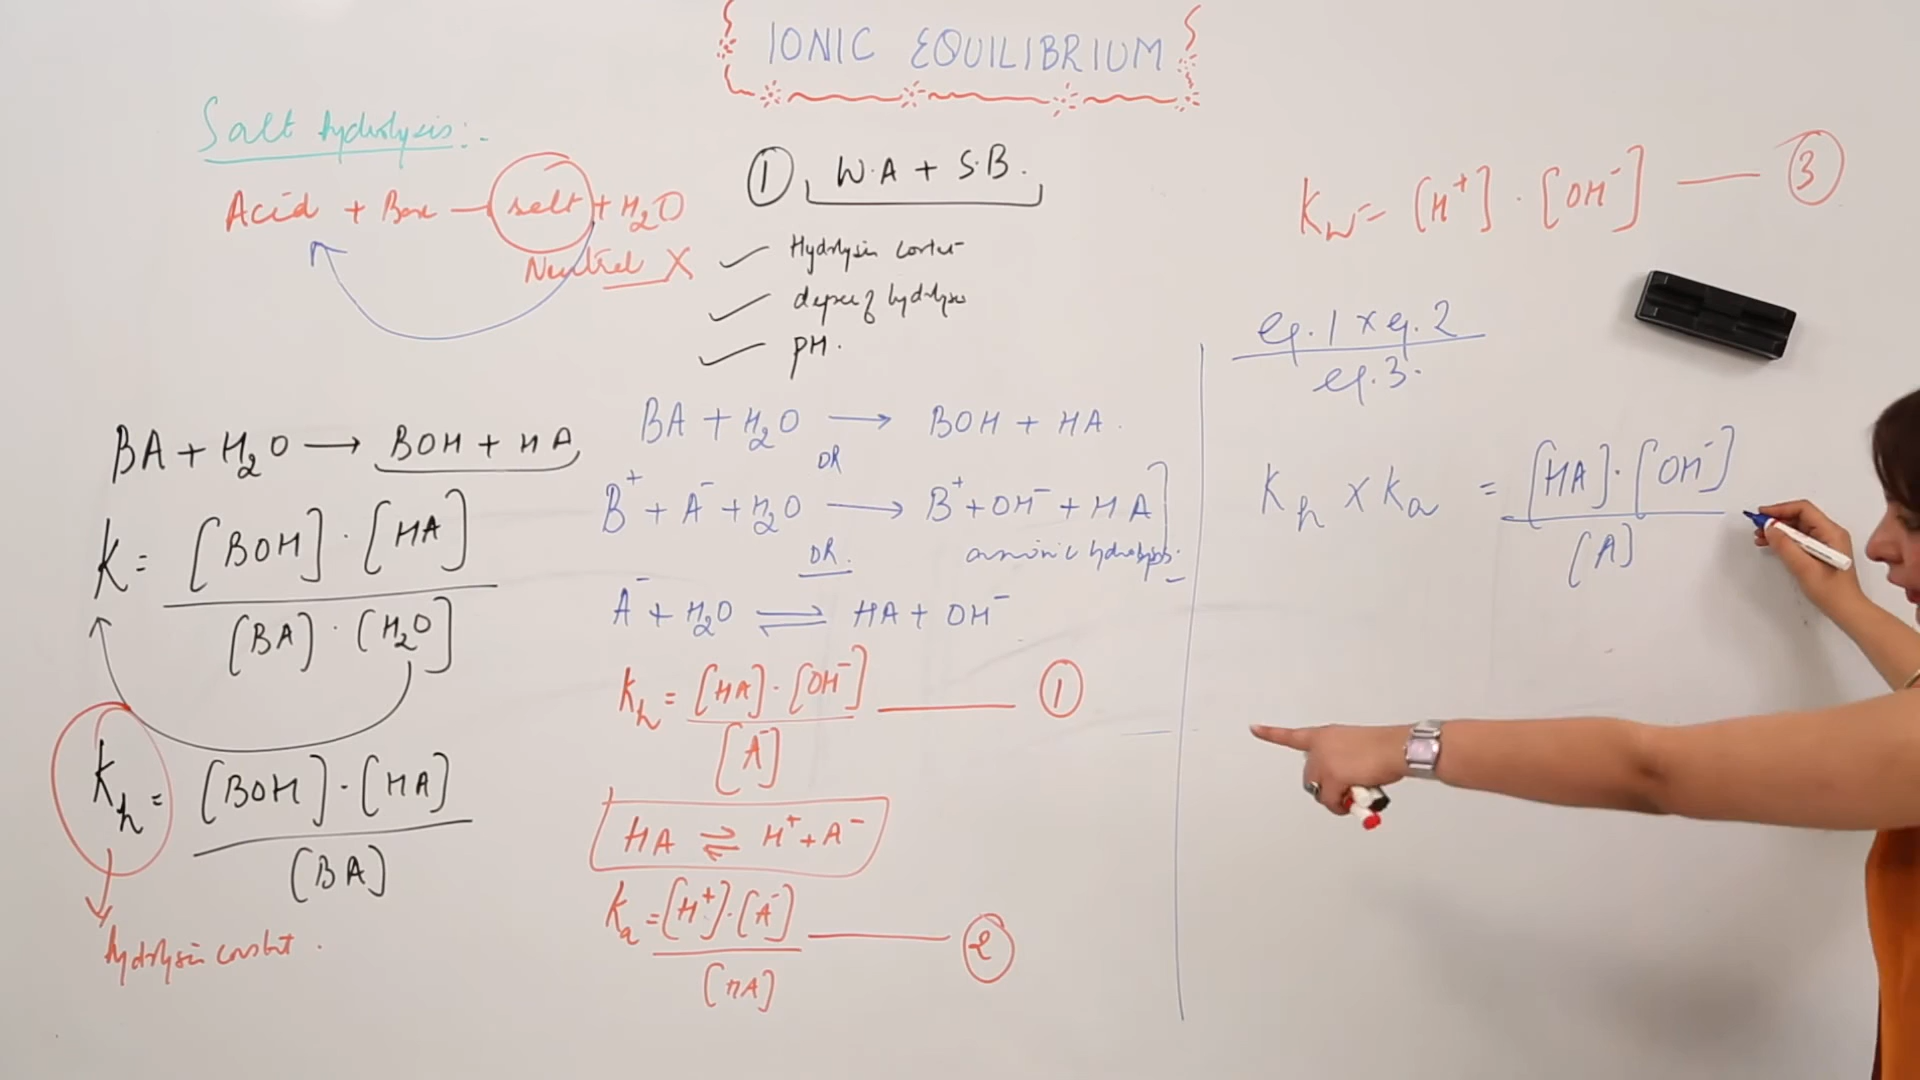 IONIC EQUILIBRIUM
Salt hydrolysis:-
Acid + Base — salt + H₂O
Neutral X
① W.A + S.B.
✓ Hydrolysis
✓ degree of hydrolysis
✓ PH.
BA + H₂O → BOH + HA
K = [BOH] · [HA]
[BA] · [H₂O]
Kh = [BOH] · [HA]
[BA]
hydrolysis constant.
BA + H₂O → BOH + HA.
OR
B⁺ + A⁻ + H₂O → B⁺ + OH⁻ + HA
OR. anionic hydrolysis.
A⁻ + H₂O ⇌ HA + OH⁻
Kh = [HA] · [OH⁻] — ①
[A⁻]
HA ⇌ H⁺ + A⁻
Ka = [H⁺] · [A⁻] — ②
[HA]
Kw = [H⁺] · [OH⁻] — ③
eq. 1 x eq. 2
eq. 3.
Kh x Ka = [HA] · [OH⁻]
[A]